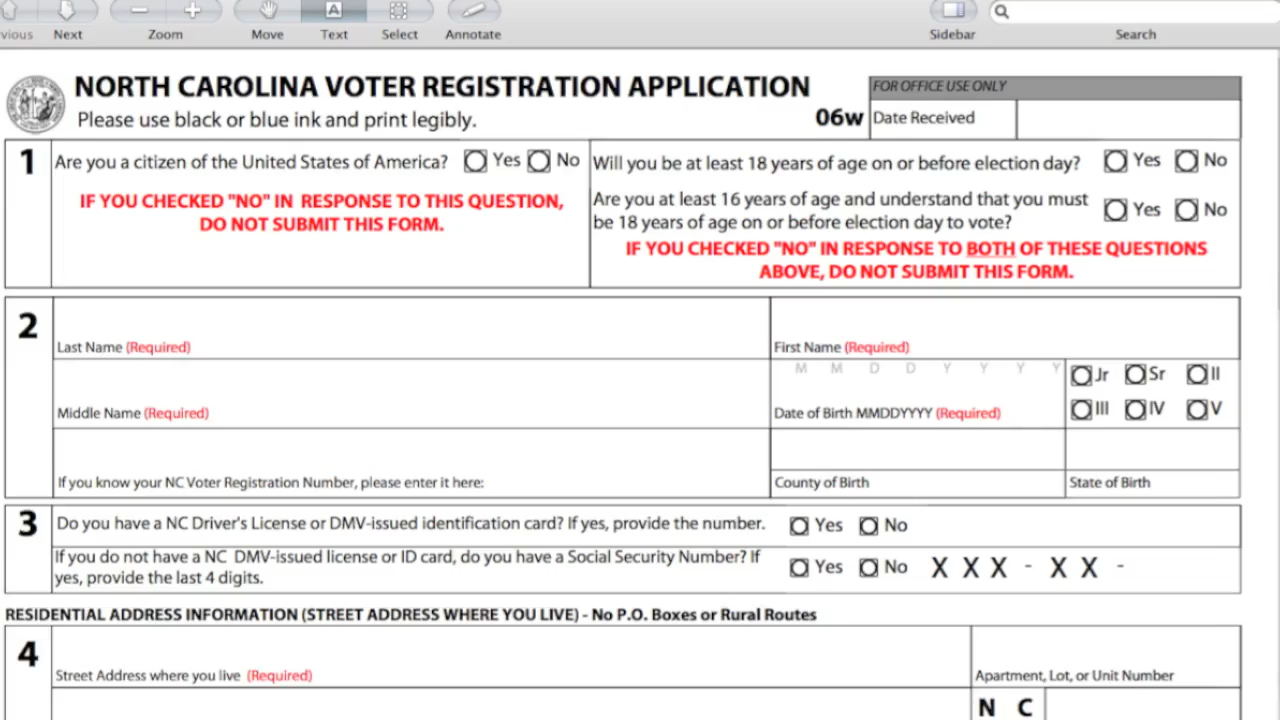 vious Next Zoom Move Text Select Annotate Sidebar Search
NORTH CAROLINA VOTER REGISTRATION APPLICATION
Please use black or blue ink and print legibly.
06w
FOR OFFICE USE ONLY
Date Received
1
Are you a citizen of the United States of America? Yes No
IF YOU CHECKED "NO" IN RESPONSE TO THIS QUESTION,
DO NOT SUBMIT THIS FORM.
Will you be at least 18 years of age on or before election day? Yes No
Are you at least 16 years of age and understand that you must
be 18 years of age on or before election day to vote? Yes No
IF YOU CHECKED "NO" IN RESPONSE TO BOTH OF THESE QUESTIONS
ABOVE, DO NOT SUBMIT THIS FORM.
2
Last Name (Required)
First Name (Required)
Middle Name (Required)
M M D D Y Y Y Y
Date of Birth MMDDYYYY (Required)
Jr Sr II
III IV V
If you know your NC Voter Registration Number, please enter it here:
County of Birth
State of Birth
3
Do you have a NC Driver's License or DMV-issued identification card? If yes, provide the number. Yes No
If you do not have a NC DMV-issued license or ID card, do you have a Social Security Number? If
yes, provide the last 4 digits. Yes No X X X - X X -
RESIDENTIAL ADDRESS INFORMATION (STREET ADDRESS WHERE YOU LIVE) - No P.O. Boxes or Rural Routes
4
Street Address where you live (Required)
Apartment, Lot, or Unit Number
N C